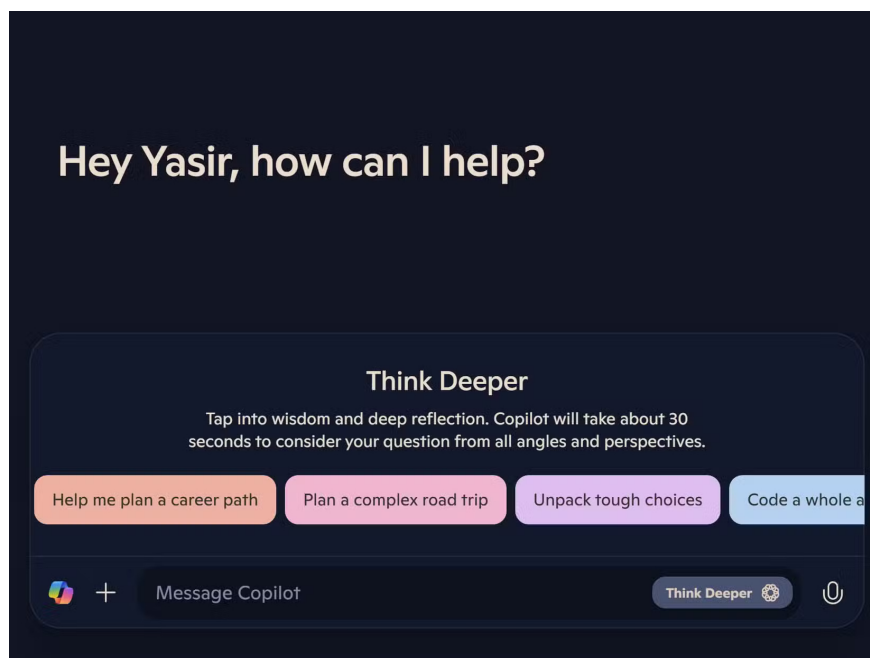 Hey Yasir, how can I help?
Think Deeper
Tap into wisdom and deep reflection. Copilot will take about 30
seconds to consider your question from all angles and perspectives.
Help me plan a career path
Plan a complex road trip
Unpack tough choices
Code a whole a
Message Copilot
Think Deeper